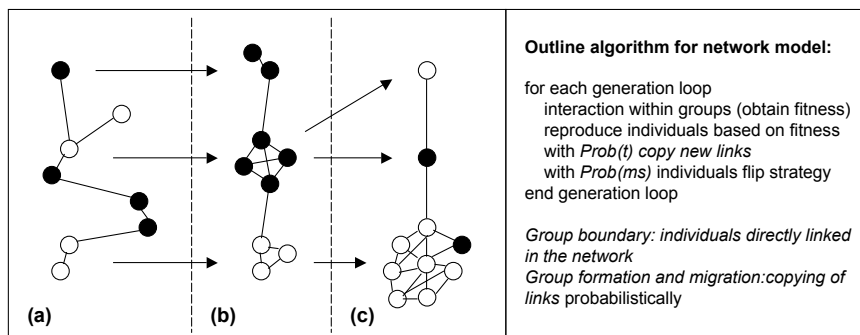 (a)
(b)
(c)
Outline algorithm for network model:
for each generation loop
interaction within groups (obtain fitness)
reproduce individuals based on fitness
with Prob(t) copy new links
with Prob(ms) individuals flip strategy
end generation loop
Group boundary: individuals directly linked
in the network
Group formation and migration:copying of
links probabilistically